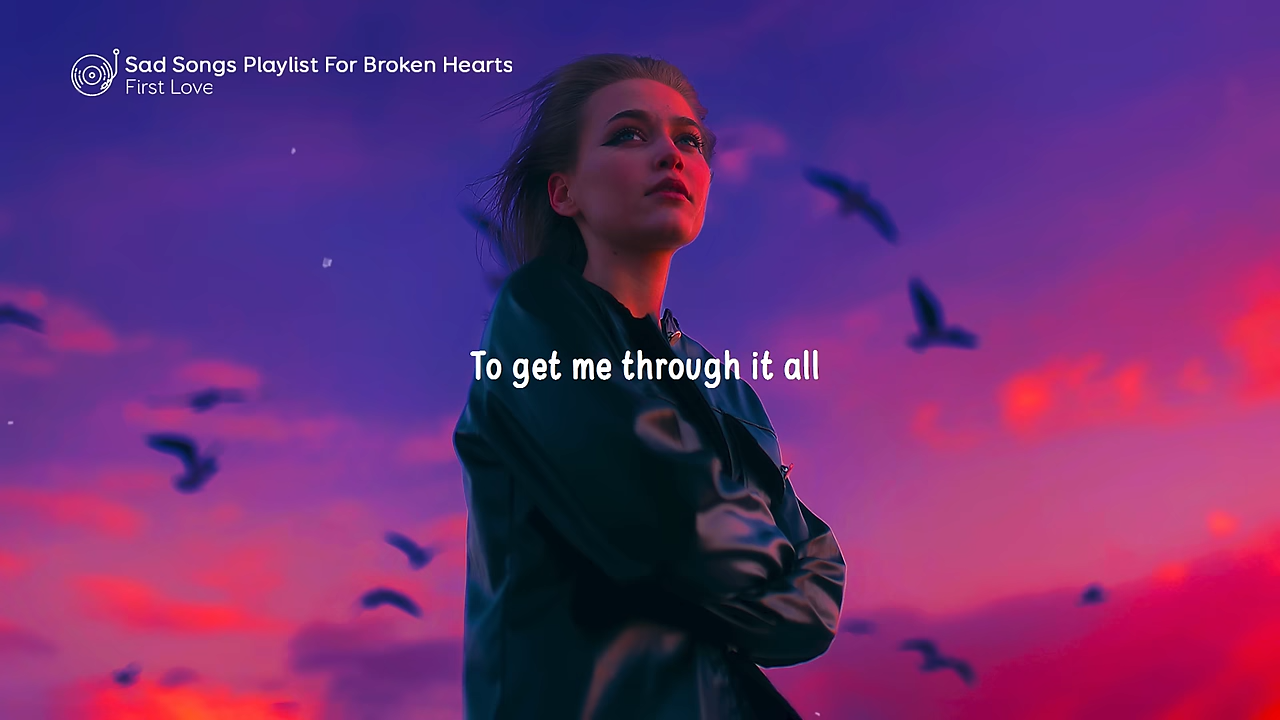 Sad Songs Playlist For Broken Hearts
First Love
To get me through it all